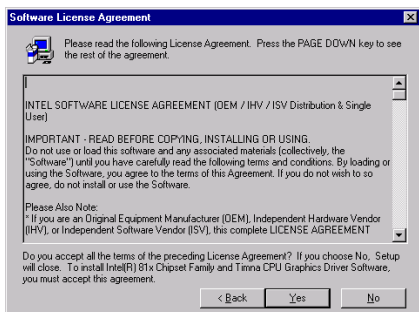 Software License Agreement
Please read the following License Agreement. Press the PAGE DOWN key to see
the rest of the agreement.
INTEL SOFTWARE LICENSE AGREEMENT (OEM / IHV / ISV Distribution & Single
User)
IMPORTANT - READ BEFORE COPYING, INSTALLING OR USING.
Do not use or load this software and any associated materials (collectively, the
"Software") until you have carefully read the following terms and conditions. By loading or
using the Software, you agree to the terms of this Agreement. If you do not wish to so
agree, do not install or use the Software.
Please Also Note:
* If you are an Original Equipment Manufacturer (OEM), Independent Hardware Vendor
(IHV), or Independent Software Vendor (ISV), this complete LICENSE AGREEMENT
Do you accept all the terms of the preceding License Agreement? If you choose No, Setup
will close. To install Intel(R) 81x Chipset Family and Timna CPU Graphics Driver Software,
you must accept this agreement.
< Back Yes No